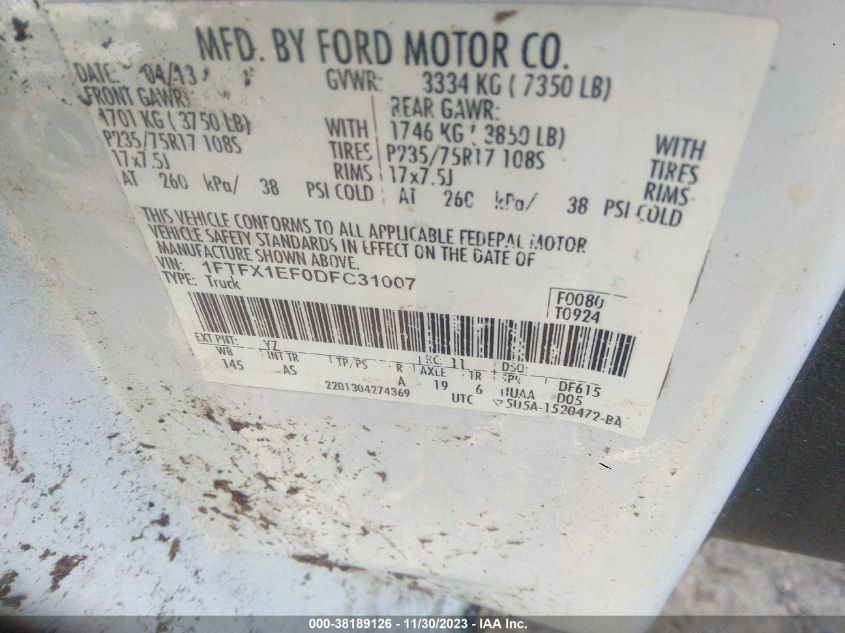 MFD. BY FORD MOTOR CO.
DATE: 04/13 GVWR: 3334 KG ( 7350 LB)
FRONT GAWR: REAR GAWR:
1701 KG ( 3750 LB) WITH 1746 KG ( 3850 LB) WITH
P235/75R17 108S TIRES P235/75R17 108S TIRES
17x7.5J RIMS 17x7.5J RIMS
AT 260 kPa/ 38 PSI COLD AT 260 kPa/ 38 PSI COLD
THIS VEHICLE CONFORMS TO ALL APPLICABLE FEDERAL MOTOR
VEHICLE SAFETY STANDARDS IN EFFECT ON THE DATE OF
MANUFACTURE SHOWN ABOVE.
VIN: 1FTFX1EF0DFC31007
TYPE: Truck
F0080
T0924
EXT PNT: YZ RC: 11 DSO:
WB INT TR TP/PS R AXLE TR SPR DF615
145 AS A 19 6 UUAA D05
2201304274369 UTC 5U5A-1520472-BA
000-38189126 - 11/30/2023 - IAA Inc.